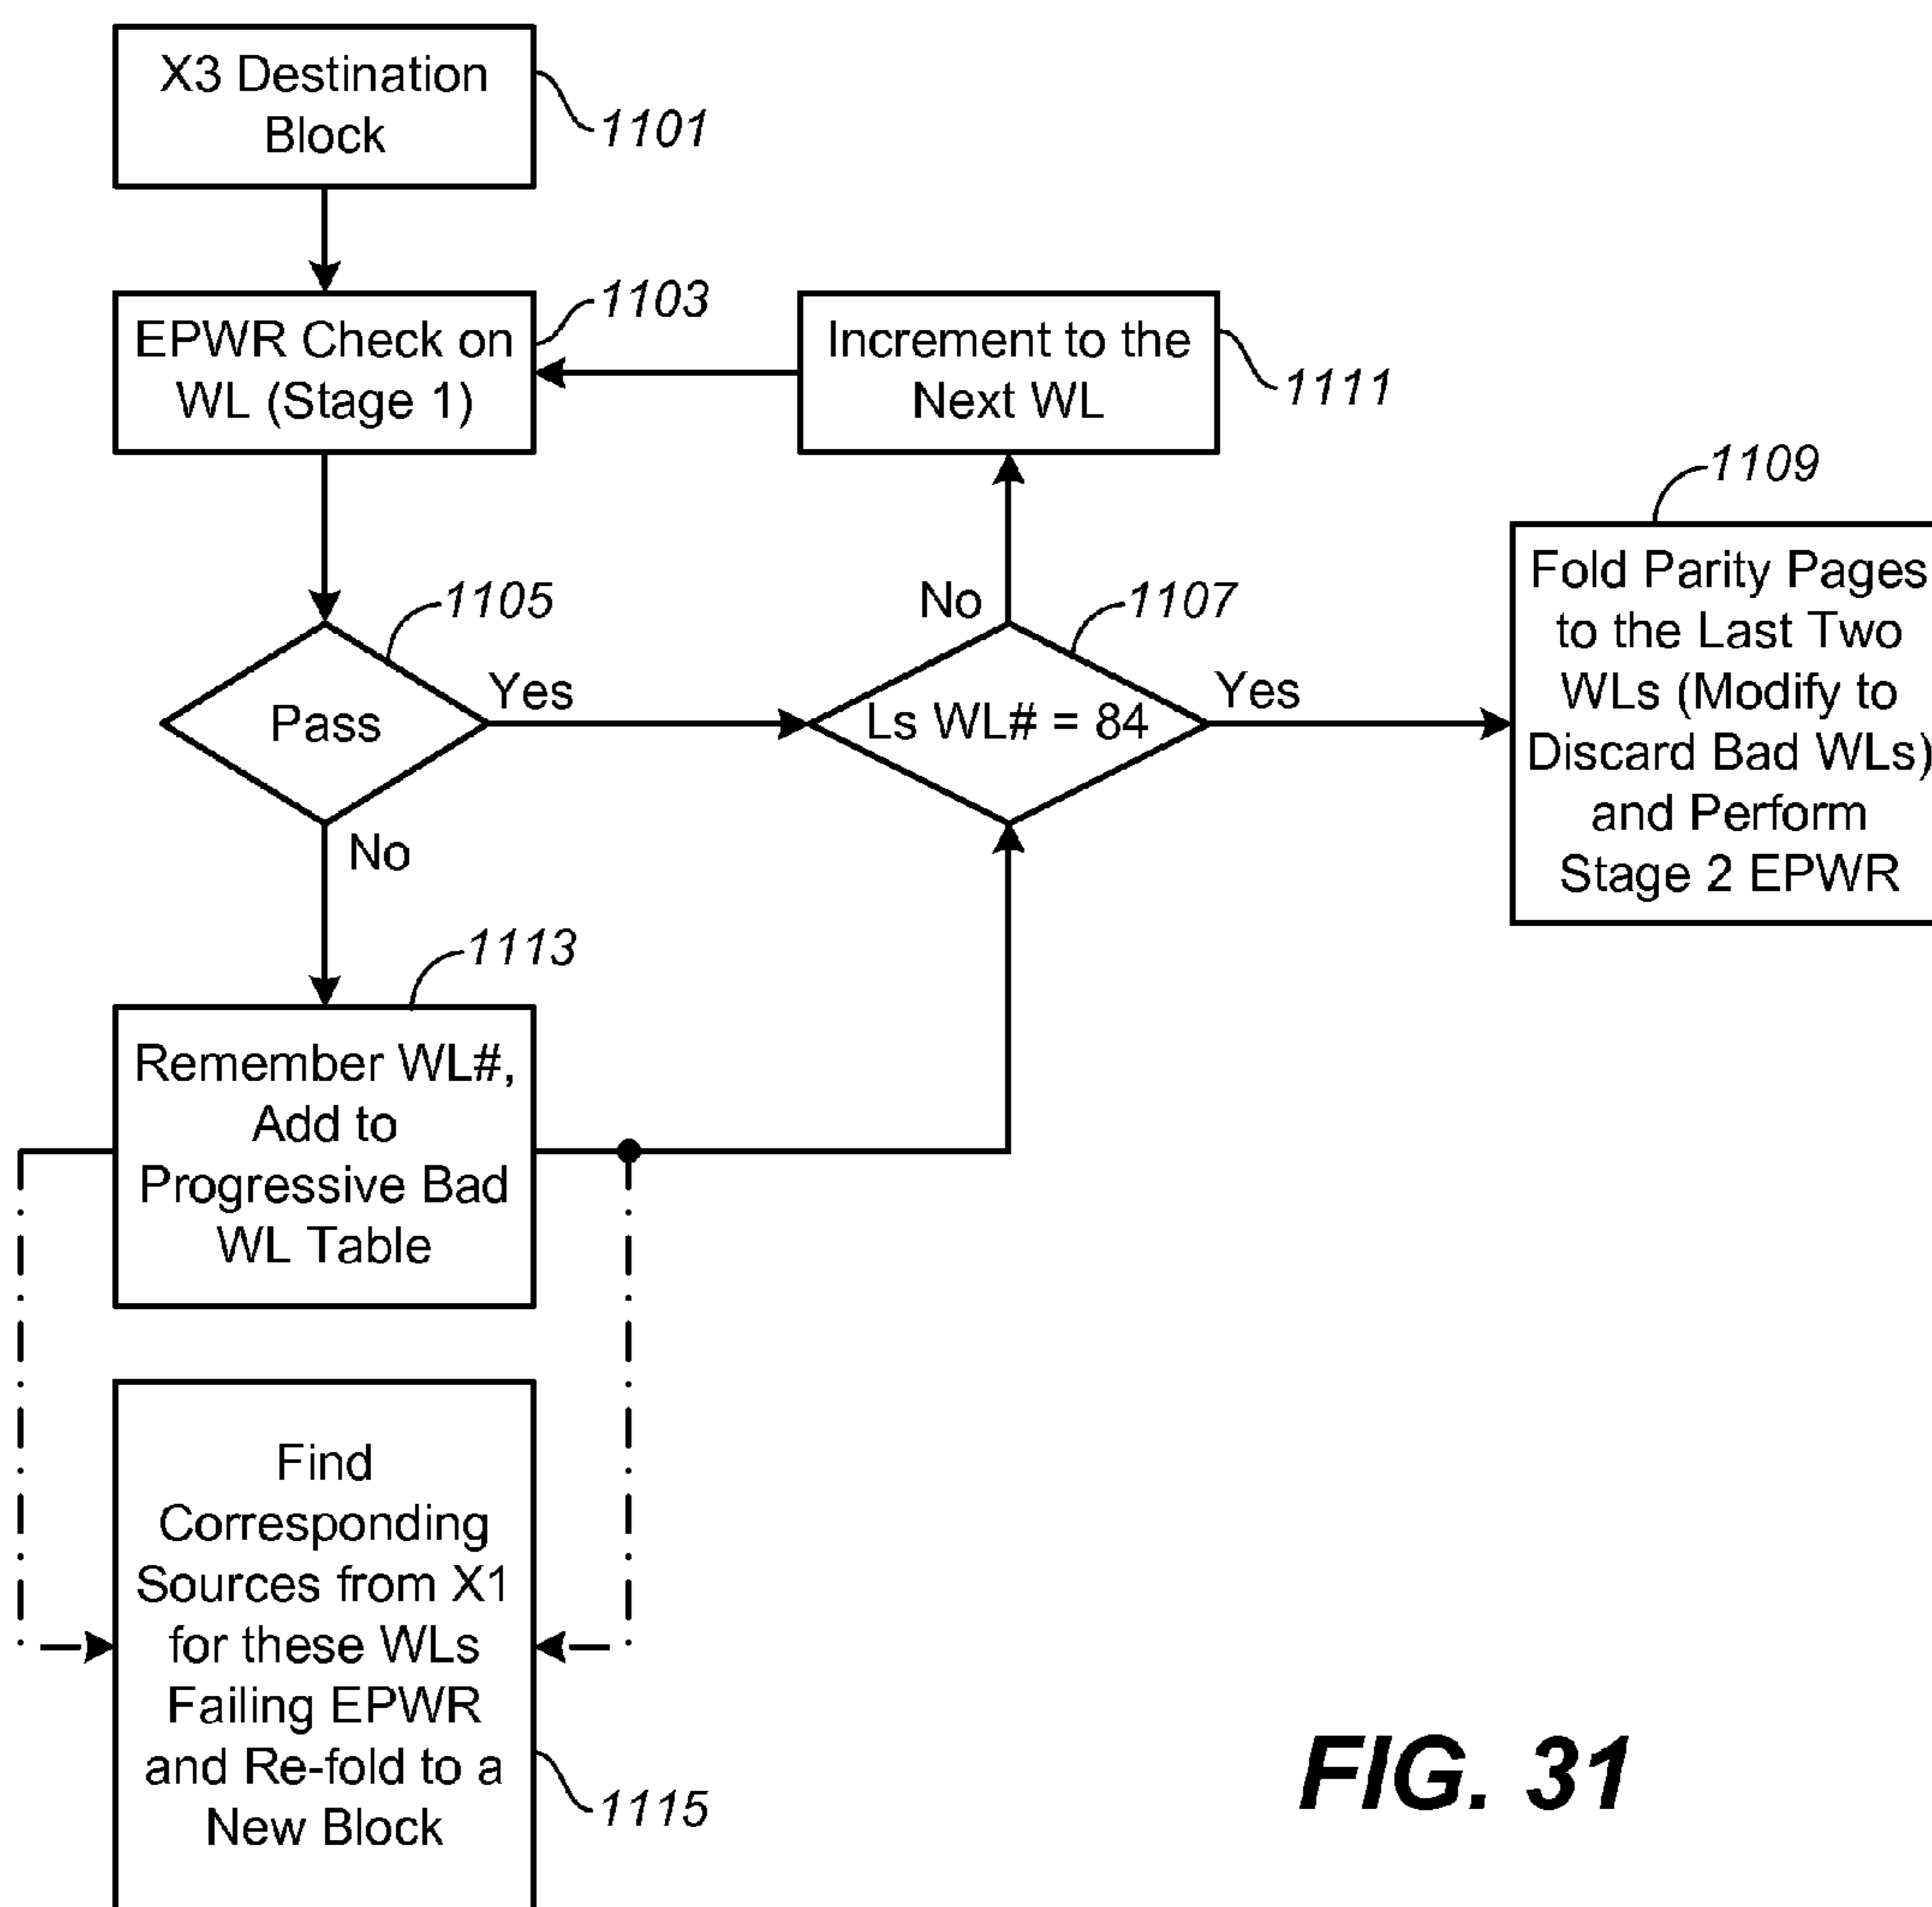 X3 Destination
Block
1101
EPWR Check on
WL (Stage 1)
1103
Increment to the
Next WL
1111
1109
Fold Parity Pages
to the Last Two
WLs (Modify to
Discard Bad WLs)
and Perform
Stage 2 EPWR
1105
Pass
Yes
No
1107
No
Ls WL# = 84
Yes
1113
Remember WL#,
Add to
Progressive Bad
WL Table
Find
Corresponding
Sources from X1
for these WLs
Failing EPWR
and Re-fold to a
New Block
1115
FIG. 31